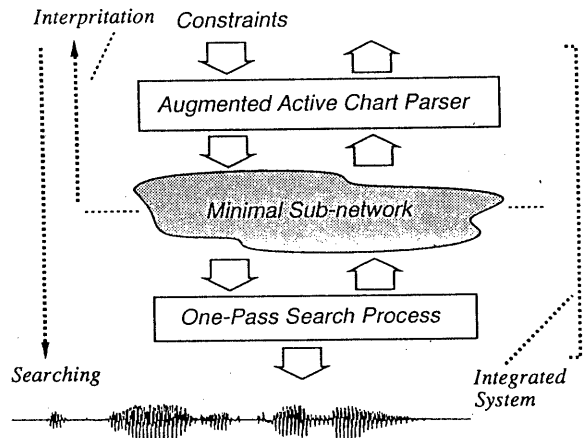 Interpritation
Constraints
Augmented Active Chart Parser
Minimal Sub-network
One-Pass Search Process
Searching
Integrated
System